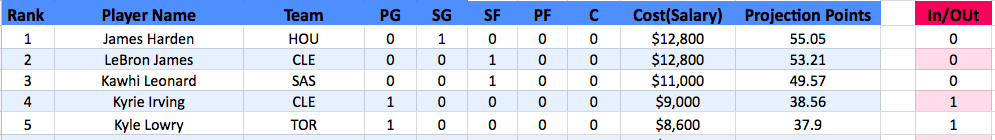 Rank Player Name Team PG SG SF PF C Cost(Salary) Projection Points In/OUt
1 James Harden HOU 0 1 0 0 0 $12,800 55.05 0
2 LeBron James CLE 0 0 1 0 0 $12,800 53.21 0
3 Kawhi Leonard SAS 0 0 1 0 0 $11,000 49.57 0
4 Kyrie Irving CLE 1 0 0 0 0 $9,000 38.56 1
5 Kyle Lowry TOR 1 0 0 0 0 $8,600 37.9 1